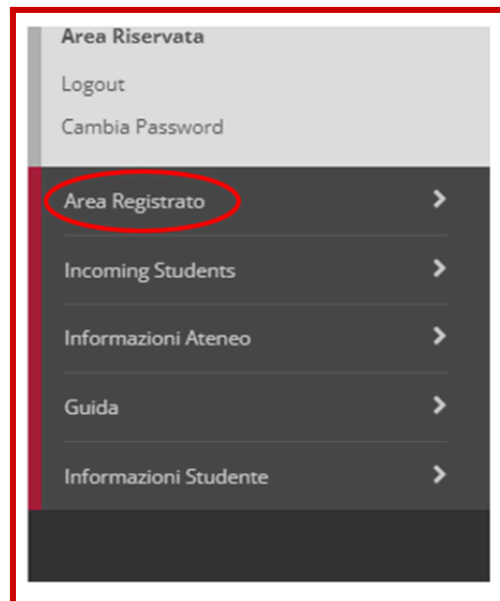 Area Riservata
Logout
Cambia Password
Area Registrato
Incoming Students
Informazioni Ateneo
Guida
Informazioni Studente